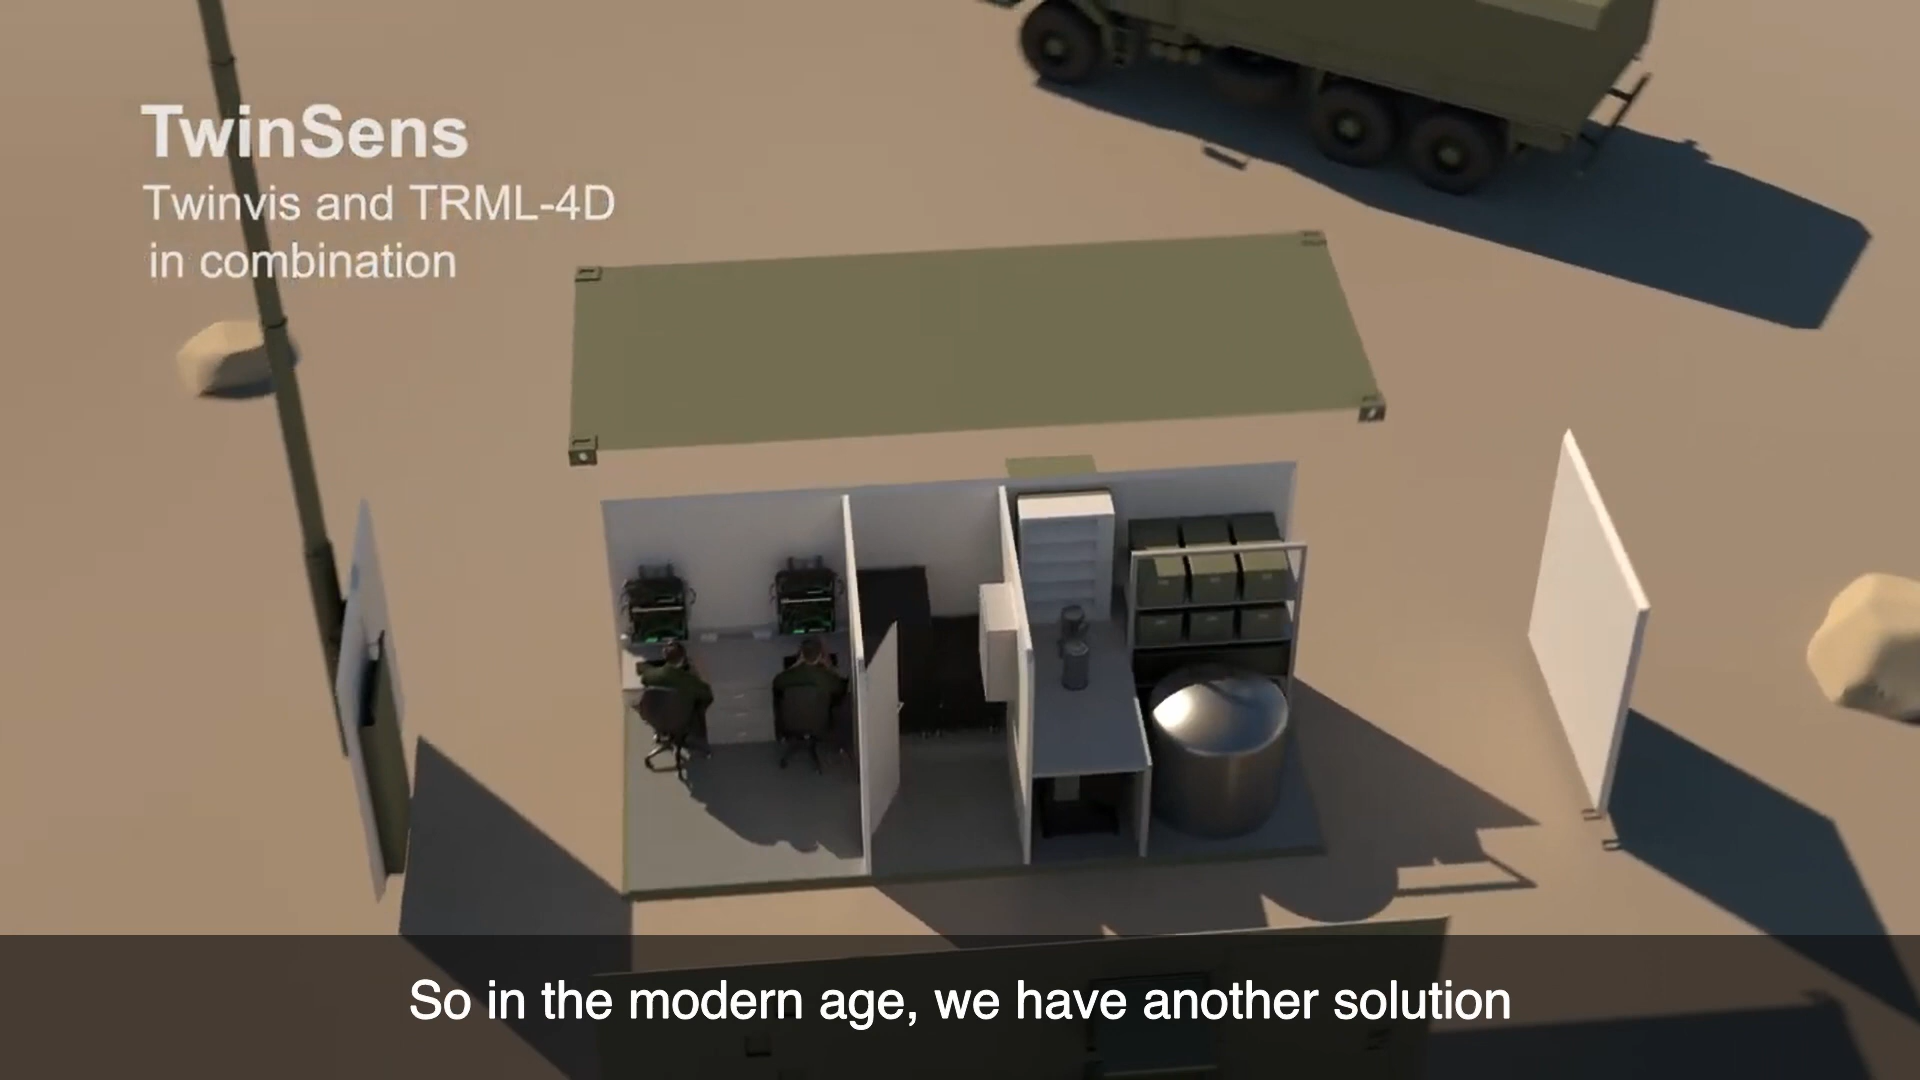 TwinSens
Twinvis and TRML-4D
in combination
So in the modern age, we have another solution